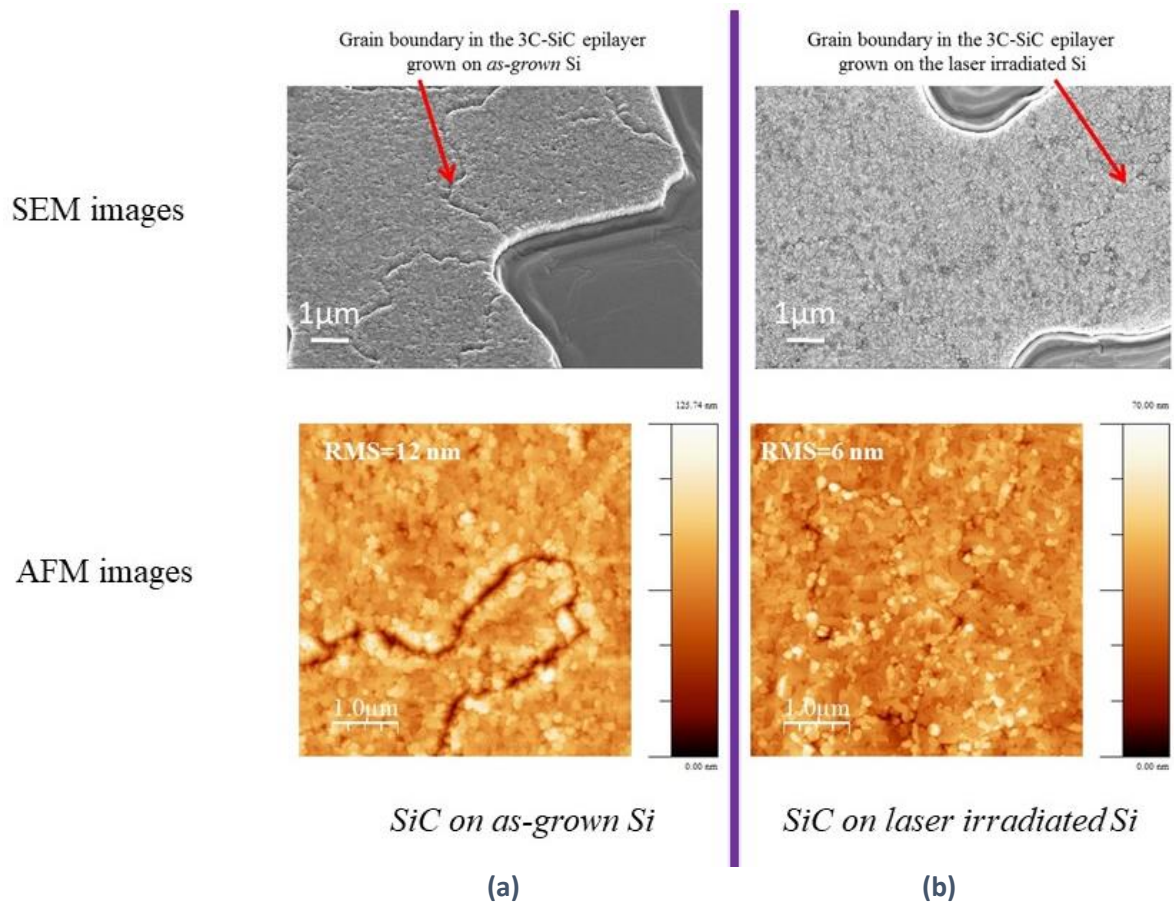 Grain boundary in the 3C-SiC epilayer
grown on as-grown Si
Grain boundary in the 3C-SiC epilayer
grown on the laser irradiated Si
SEM images
1μm
1μm
125.74 nm
70.00 nm
RMS=12 nm
RMS=6 nm
AFM images
1.0μm
1.0μm
0.00 nm
0.00 nm
SiC on as-grown Si
SiC on laser irradiated Si
(a)
(b)